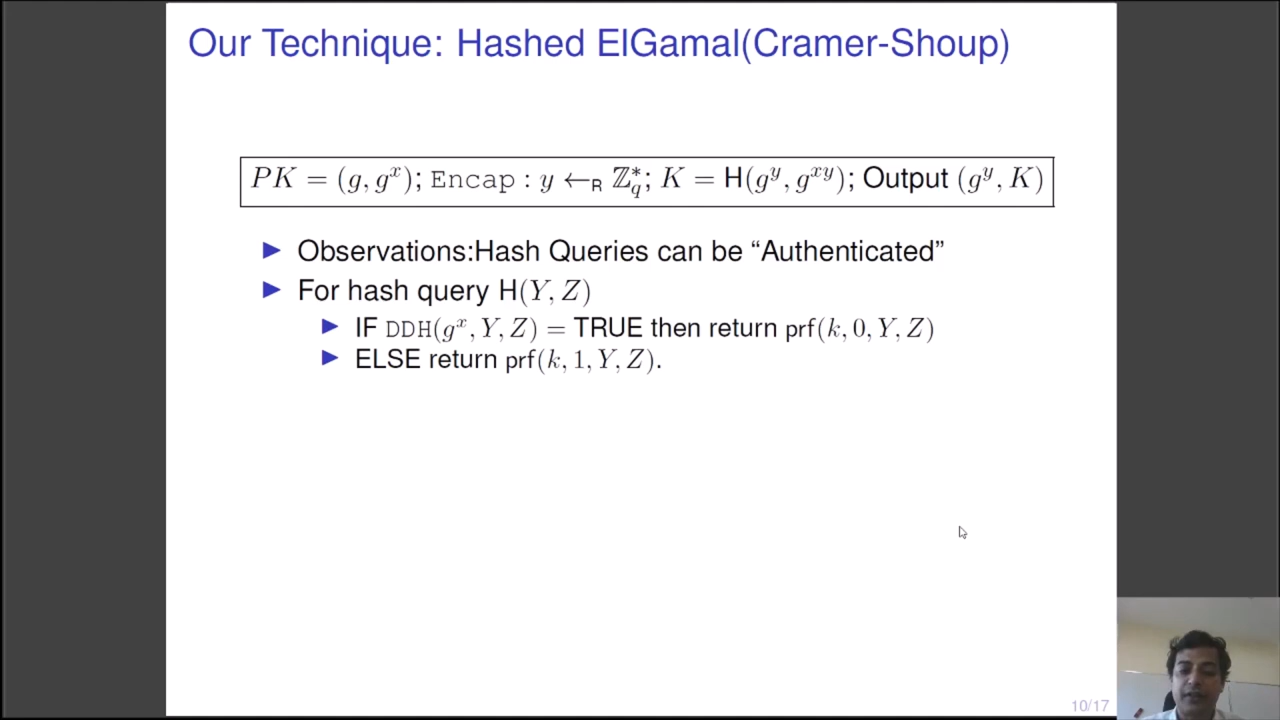 Our Technique: Hashed ElGamal(Cramer-Shoup)
PK = (g, g^x); Encap : y ←_R ℤ_q^*; K = H(g^y, g^{xy}); Output (g^y, K)
▶ Observations:Hash Queries can be “Authenticated”
▶ For hash query H(Y, Z)
▶ IF DDH(g^x, Y, Z) = TRUE then return prf(k, 0, Y, Z)
▶ ELSE return prf(k, 1, Y, Z).
10/17